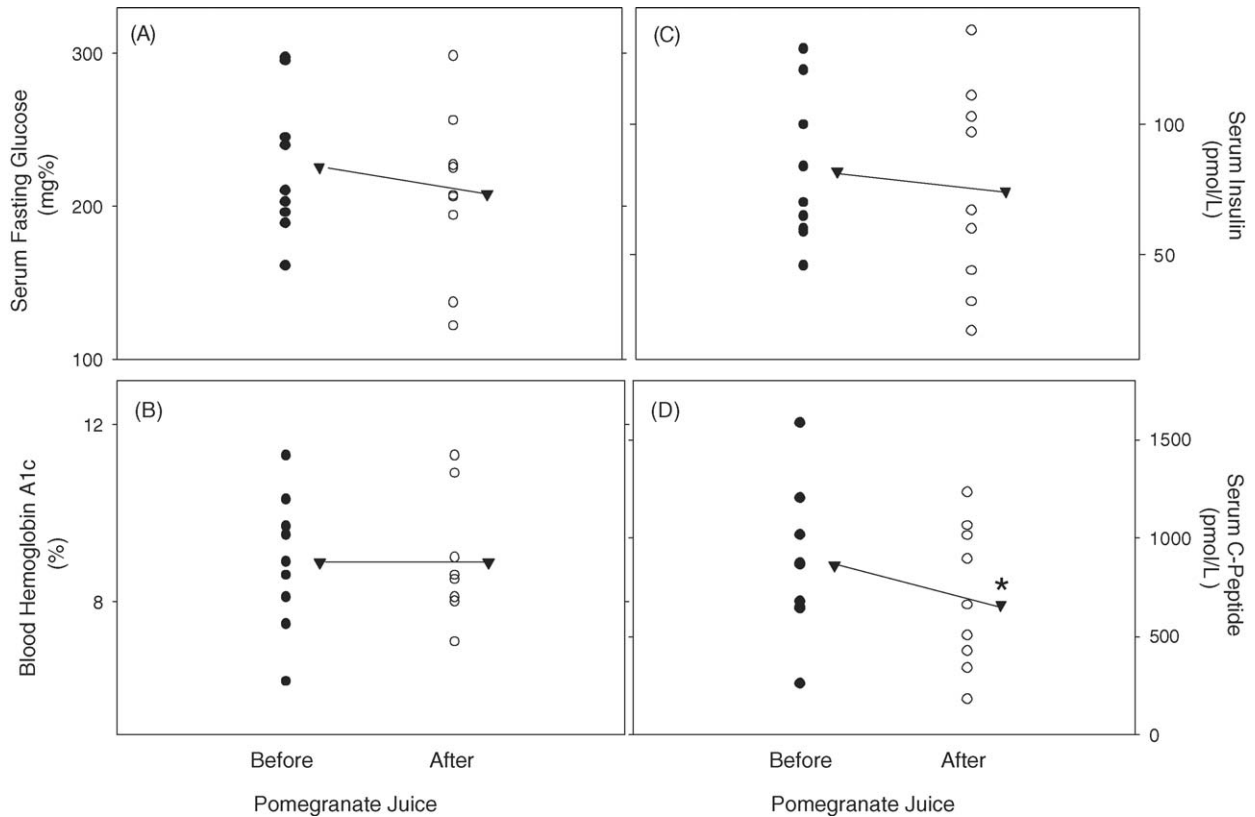 (A)
Serum Fasting Glucose
(mg%)
300
200
100
(C)
100
50
Serum Insulin
(pmol/L)
(B)
Blood Hemoglobin A1c
(%)
12
8
(D)
*
1500
1000
500
0
Serum C-Peptide
(pmol/L)
Before After
Pomegranate Juice
Before After
Pomegranate Juice